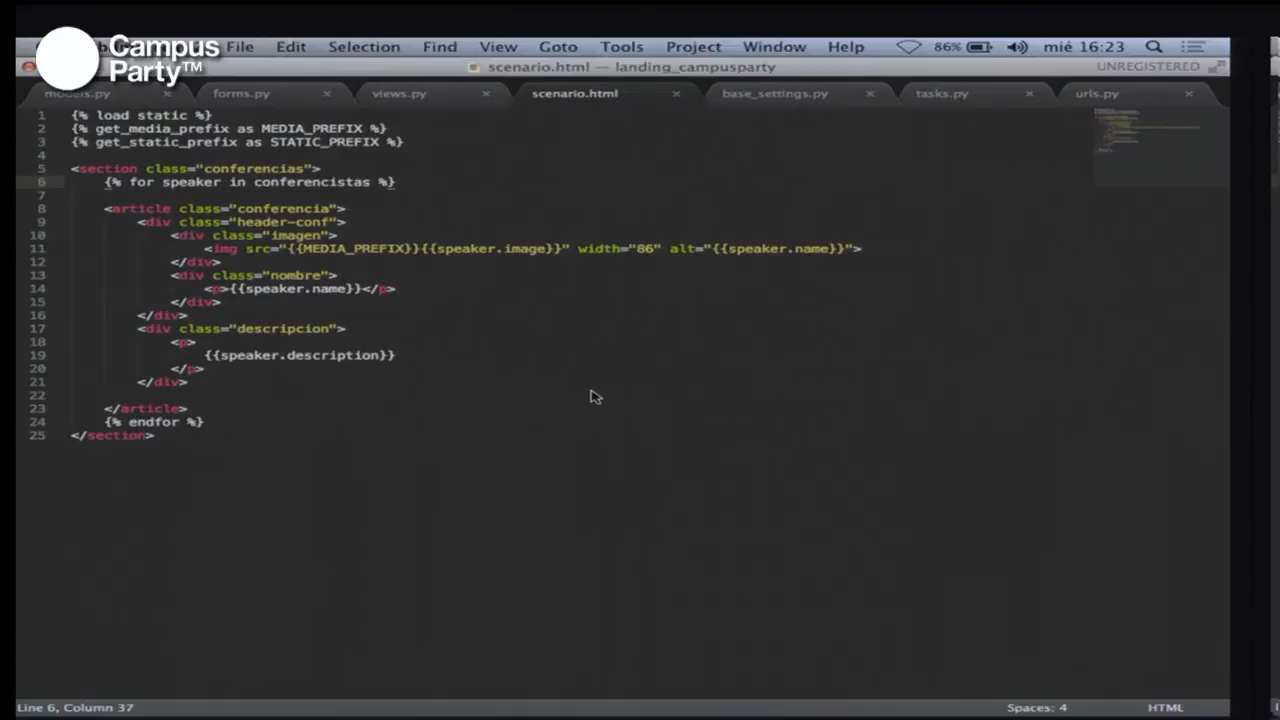 Campus
Party™
File Edit Selection Find View Goto Tools Project Window Help 86% mié 16:23
scenario.html — landing_campusparty UNREGISTERED
models.py × forms.py × views.py × scenario.html × base_settings.py × tasks.py × urls.py ×
1 {% load static %}
2 {% get_media_prefix as MEDIA_PREFIX %}
3 {% get_static_prefix as STATIC_PREFIX %}
4
5 <section class="conferencias">
6 {% for speaker in conferencistas %}
7
8 <article class="conferencia">
9 <div class="header-conf">
10 <div class="imagen">
11 <img src="{{MEDIA_PREFIX}}{{speaker.image}}" width="86" alt="{{speaker.name}}">
12 </div>
13 <div class="nombre">
14 <p>{{speaker.name}}</p>
15 </div>
16 </div>
17 <div class="descripcion">
18 <p>
19 {{speaker.description}}
20 </p>
21 </div>
22
23 </article>
24 {% endfor %}
25 </section>
Line 6, Column 37 Spaces: 4 HTML